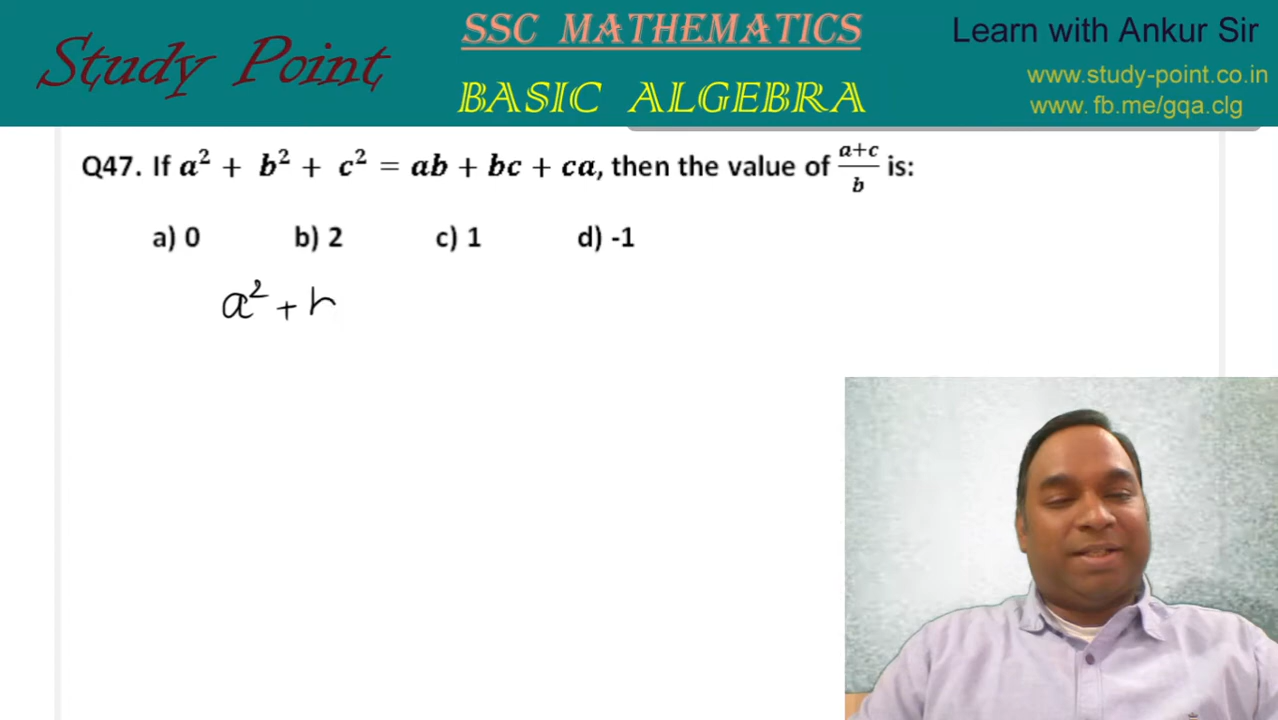 Study Point
SSC MATHEMATICS
BASIC ALGEBRA
Learn with Ankur Sir
www.study-point.co.in
www. fb.me/gqa.clg
Q47. If a² + b² + c² = ab + bc + ca, then the value of (a+c)/b is:
a) 0 b) 2 c) 1 d) -1
a² + h